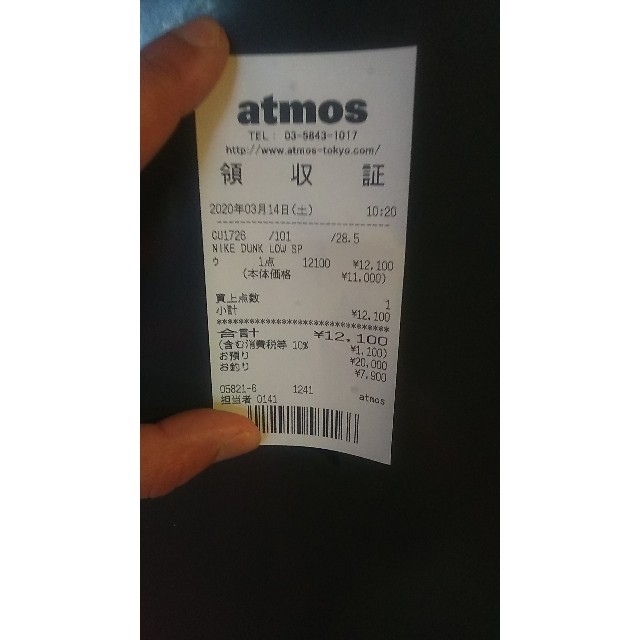 atmos
TEL: 03-5843-1017
http://www.atmos-tokyo.com/
領 収 証
2020年03月14日(土) 10:20
CU1726 /101 /28.5
NIKE DUNK LOW SP
ウ 1点 12100 ¥12,100
(本体価格 ¥11,000)
買上点数 1
小計 ¥12,100
**********************************
合計 ¥12,100
(含む消費税等 10% ¥1,100)
お預り ¥20,000
お釣り ¥7,900
05821-6 1241 atmos
担当者 0141